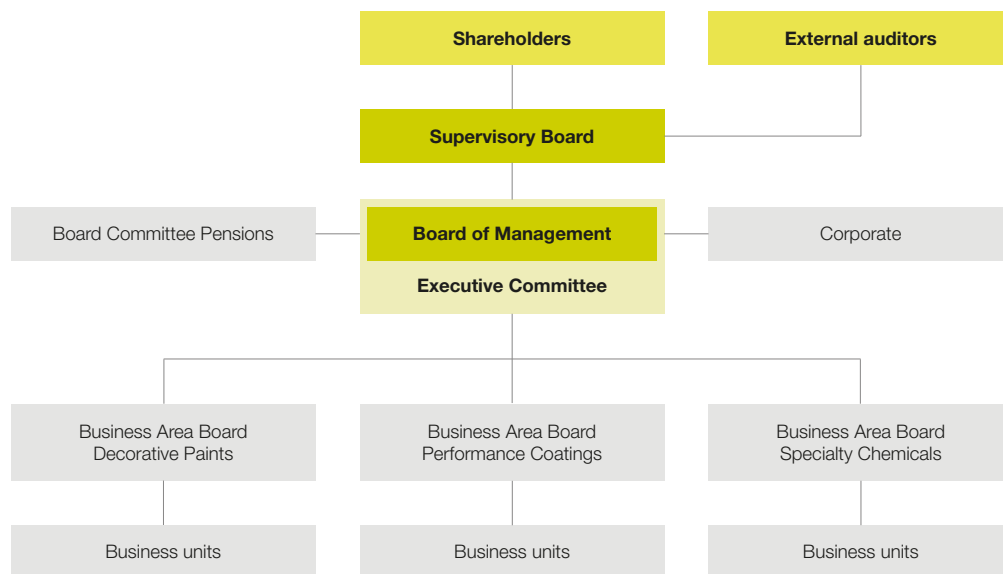 Shareholders
External auditors
Supervisory Board
Board Committee Pensions
Board of Management
Corporate
Executive Committee
Business Area Board
Decorative Paints
Business Area Board
Performance Coatings
Business Area Board
Specialty Chemicals
Business units
Business units
Business units